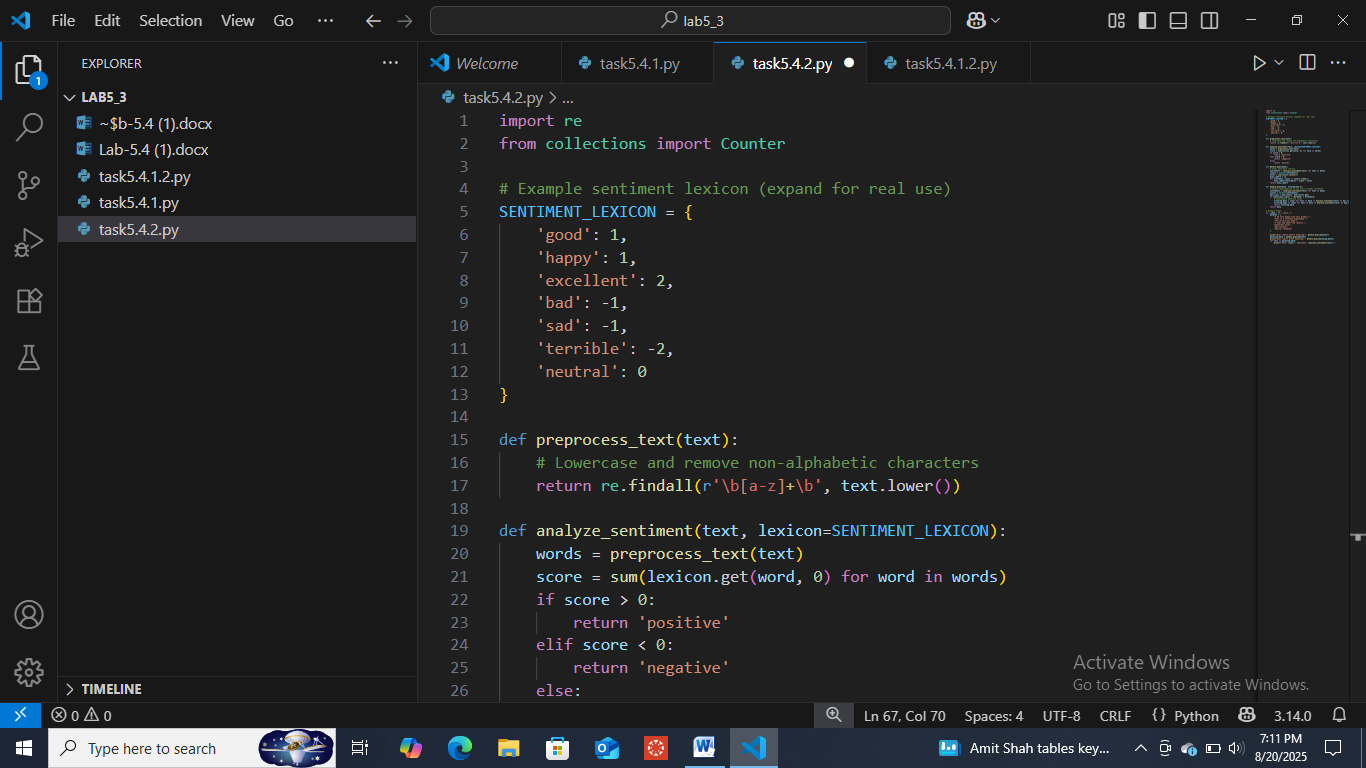 File Edit Selection View Go ··· lab5_3
EXPLORER ···
LAB5_3
~$b-5.4 (1).docx
Lab-5.4 (1).docx
task5.4.1.2.py
task5.4.1.py
task5.4.2.py
TIMELINE
1
Welcome task5.4.1.py task5.4.2.py task5.4.1.2.py ···
task5.4.2.py > ...
1 import re
2 from collections import Counter
3
4 # Example sentiment lexicon (expand for real use)
5 SENTIMENT_LEXICON = {
6 'good': 1,
7 'happy': 1,
8 'excellent': 2,
9 'bad': -1,
10 'sad': -1,
11 'terrible': -2,
12 'neutral': 0
13 }
14
15 def preprocess_text(text):
16 # Lowercase and remove non-alphabetic characters
17 return re.findall(r'\b[a-z]+\b', text.lower())
18
19 def analyze_sentiment(text, lexicon=SENTIMENT_LEXICON):
20 words = preprocess_text(text)
21 score = sum(lexicon.get(word, 0) for word in words)
22 if score > 0:
23 return 'positive'
24 elif score < 0:
25 return 'negative'
26 else:
Activate Windows
Go to Settings to activate Windows.
0 0 Ln 67, Col 70 Spaces: 4 UTF-8 CRLF {} Python 3.14.0
Type here to search Amit Shah tables key... 7:11 PM
8/20/2025